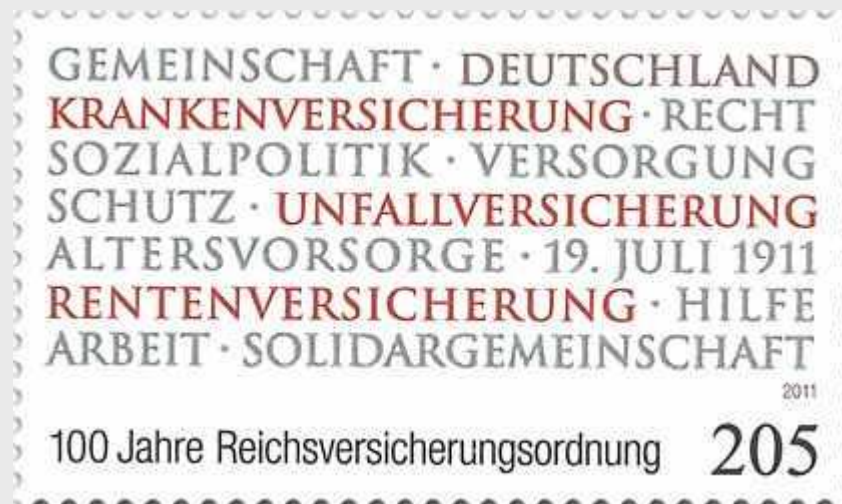 GEMEINSCHAFT · DEUTSCHLAND
KRANKENVERSICHERUNG · RECHT
SOZIALPOLITIK · VERSORGUNG
SCHUTZ · UNFALLVERSICHERUNG
ALTERSVORSORGE · 19. JULI 1911
RENTENVERSICHERUNG · HILFE
ARBEIT · SOLIDARGEMEINSCHAFT
2011
100 Jahre Reichsversicherungsordnung 205